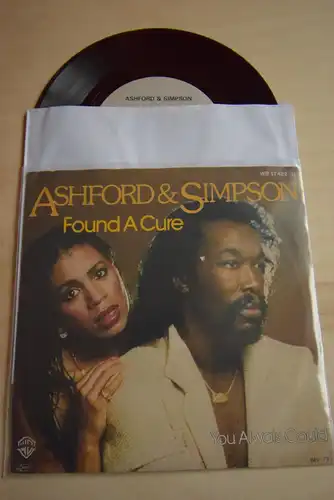 ASHFORD & SIMPSON
ASHFORD & SIMPSON
Found A Cure
You Always Could